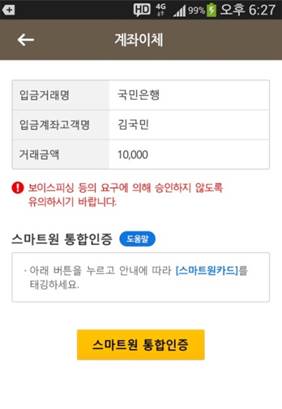 HD 4G 99% 오후 6:27
계좌이체
입금거래명 국민은행
입금계좌고객명 김국민
거래금액 10,000
보이스피싱 등의 요구에 의해 승인하지 않도록
유의하시기 바랍니다.
스마트원 통합인증 도움말
· 아래 버튼을 누르고 안내에 따라 [스마트원카드]를
태깅하세요.
스마트원 통합인증